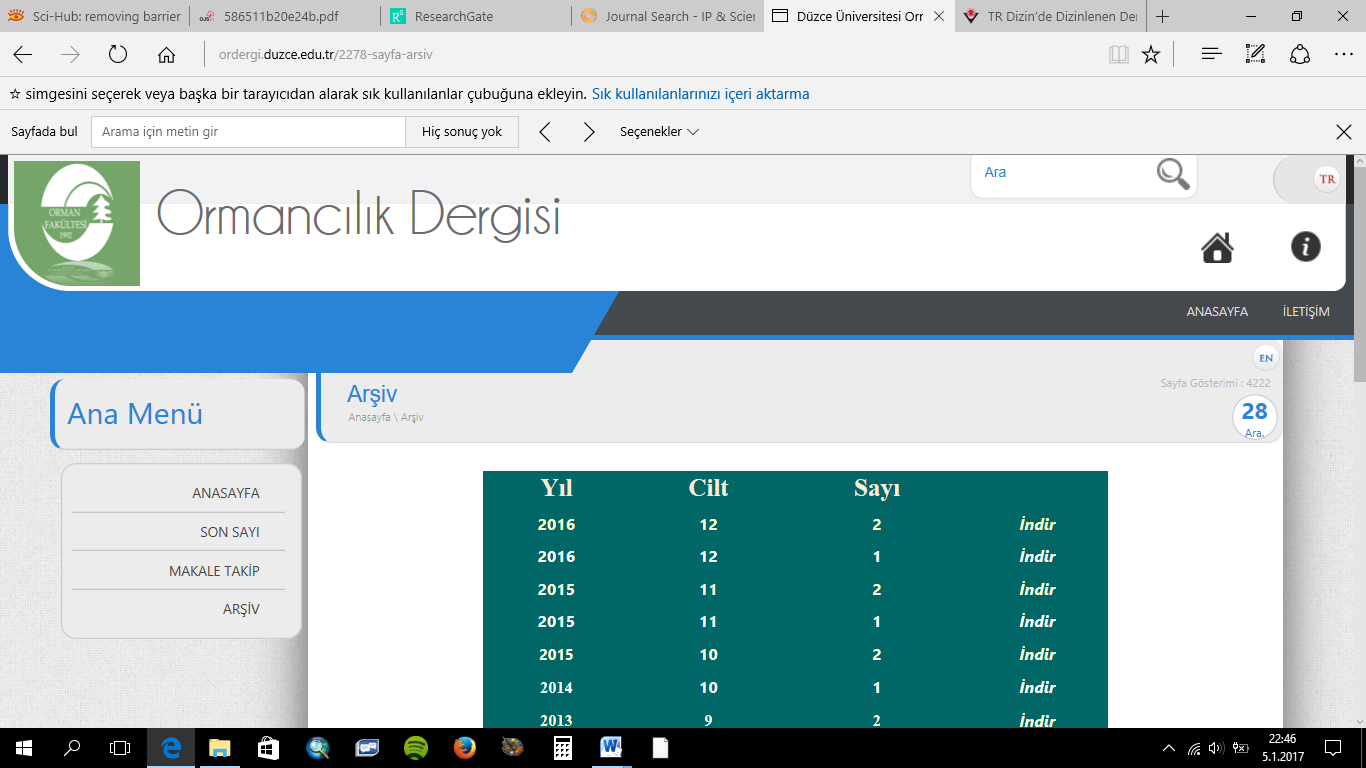 Sci-Hub: removing barrier
586511b20e24b.pdf
ResearchGate
Journal Search - IP & Scien
Düzce Üniversitesi Orr
TR Dizin'de Dizinlenen Der
ordergi.duzce.edu.tr/2278-sayfa-arsiv
☆ simgesini seçerek veya başka bir tarayıcıdan alarak sık kullanılanlar çubuğuna ekleyin. Sık kullanılanlarınızı içeri aktarma
Sayfada bul Arama için metin gir Hiç sonuç yok Seçenekler
ORMAN
FAKÜLTESİ
1992
Ormancılık Dergisi
Ara
TR
ANASAYFA İLETİŞİM
EN
Arşiv
Anasayfa \ Arşiv
Sayfa Gösterimi : 4222
28
Ara.
Ana Menü
ANASAYFA
SON SAYI
MAKALE TAKİP
ARŞİV
Yıl Cilt Sayı
2016 12 2 İndir
2016 12 1 İndir
2015 11 2 İndir
2015 11 1 İndir
2015 10 2 İndir
2014 10 1 İndir
2013 9 2 İndir
22:46
5.1.2017